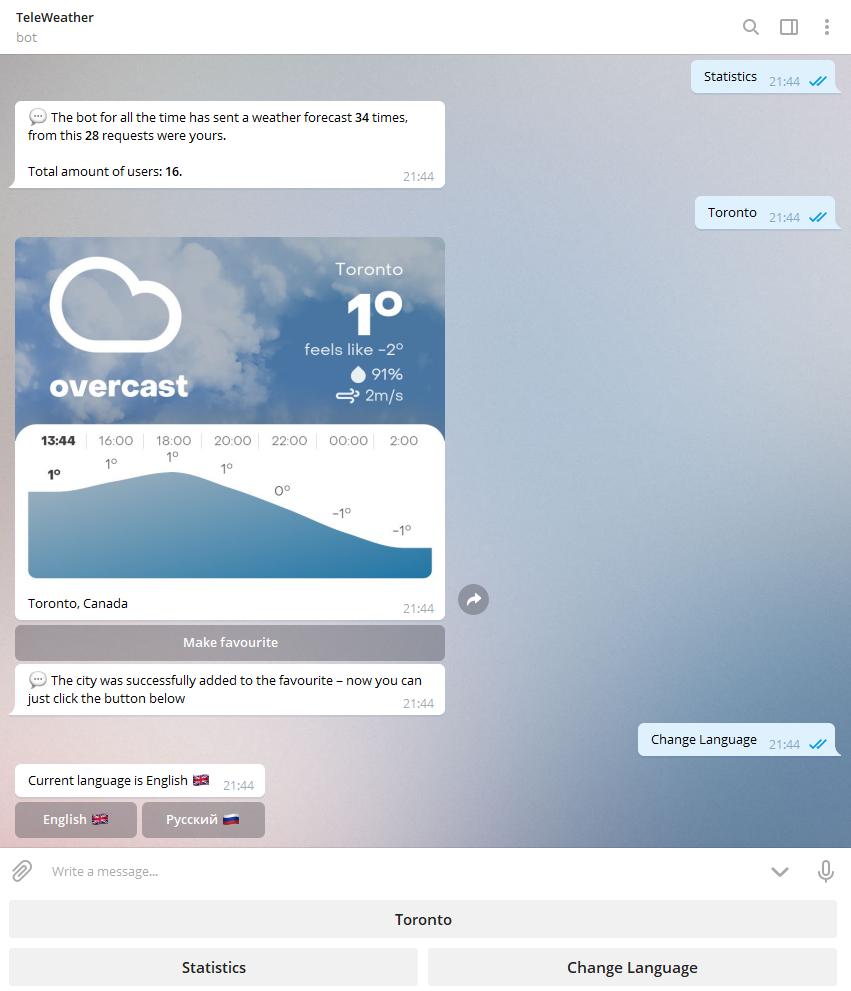 TeleWeather
bot
Statistics 21:44
The bot for all the time has sent a weather forecast 34 times,
from this 28 requests were yours.
Total amount of users: 16.
21:44
Toronto 21:44
Toronto
1°
feels like -2°
91%
2m/s
overcast
13:44 16:00 18:00 20:00 22:00 00:00 2:00
1° 1° 1° 1° 0° -1° -1°
Toronto, Canada 21:44
Make favourite
The city was successfully added to the favourite – now you can
just click the button below 21:44
Change Language 21:44
Current language is English 🇬🇧 21:44
English 🇬🇧 Русский 🇷🇺
Write a message...
Toronto
Statistics Change Language